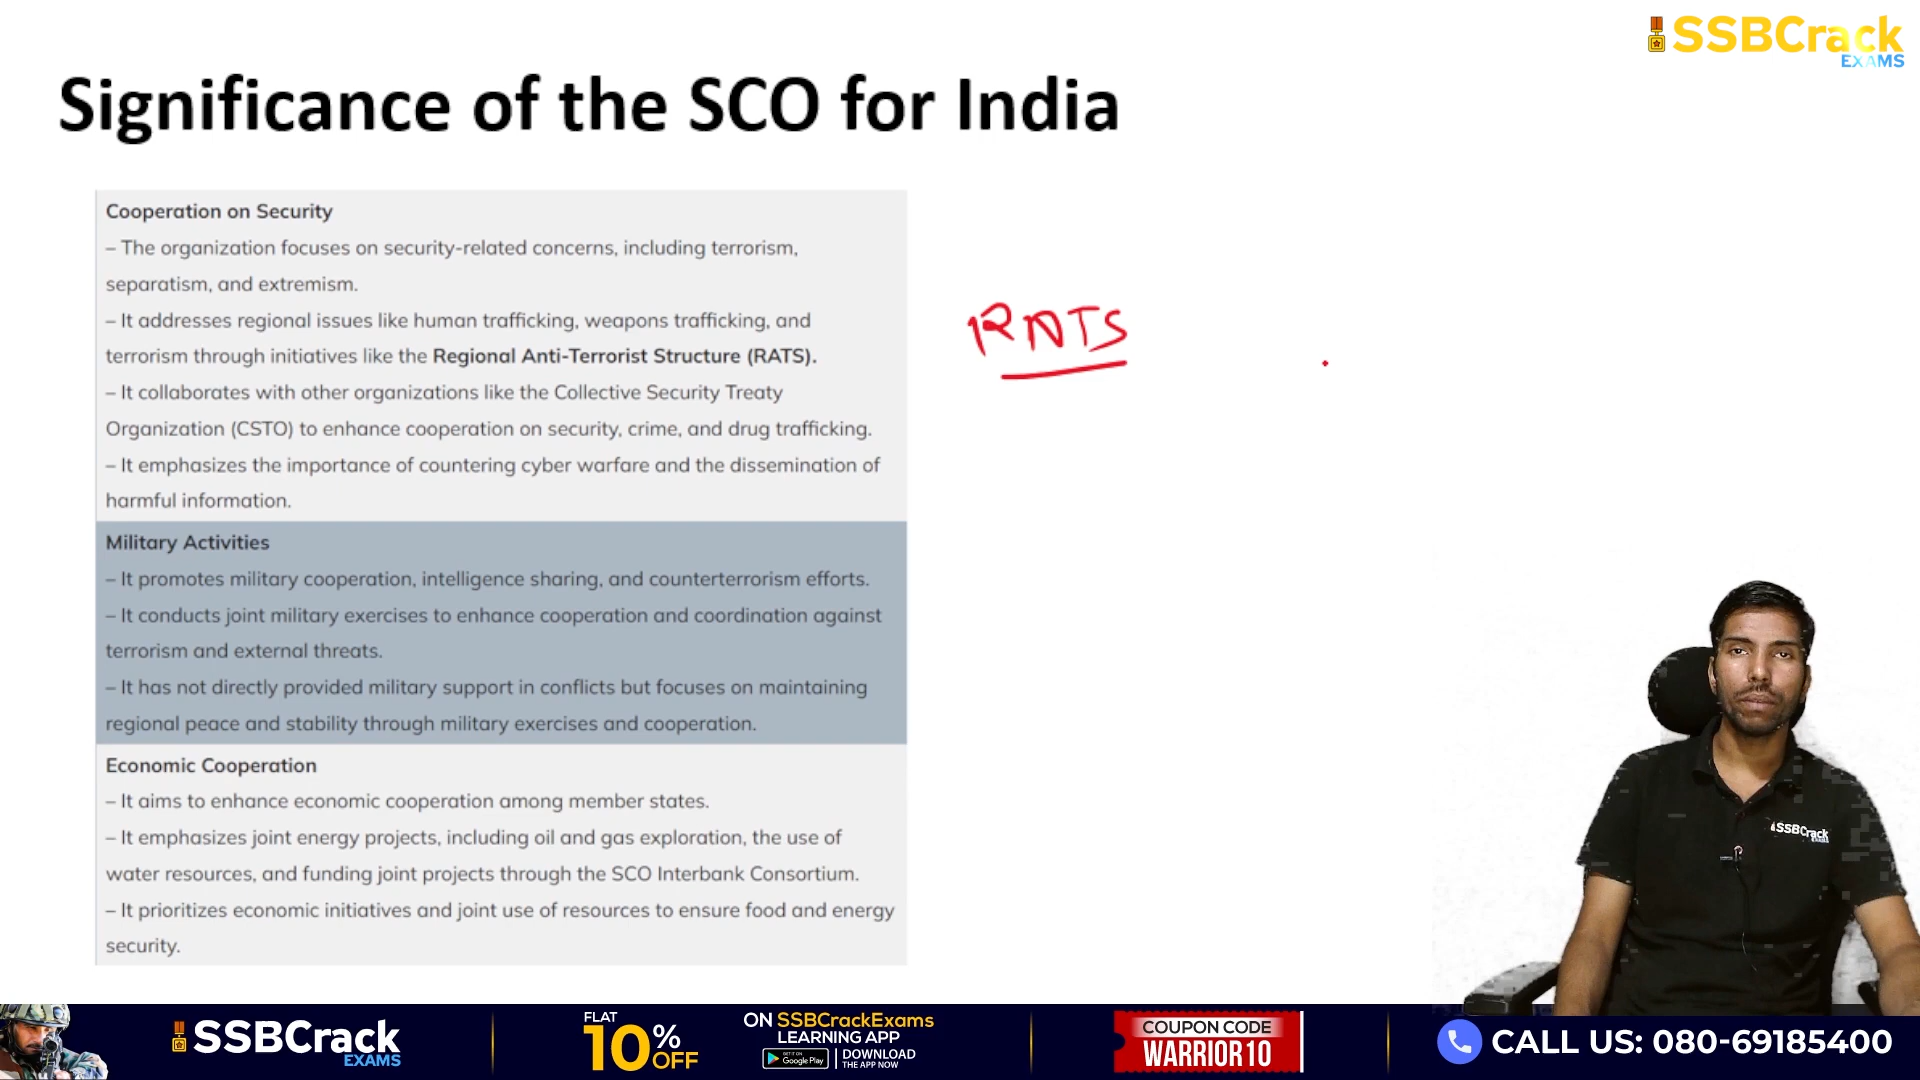 SSBCrack
EXAMS
Significance of the SCO for India
Cooperation on Security
– The organization focuses on security-related concerns, including terrorism,
separatism, and extremism.
– It addresses regional issues like human trafficking, weapons trafficking, and
terrorism through initiatives like the Regional Anti-Terrorist Structure (RATS).
– It collaborates with other organizations like the Collective Security Treaty
Organization (CSTO) to enhance cooperation on security, crime, and drug trafficking.
– It emphasizes the importance of countering cyber warfare and the dissemination of
harmful information.
RATS
Military Activities
– It promotes military cooperation, intelligence sharing, and counterterrorism efforts.
– It conducts joint military exercises to enhance cooperation and coordination against
terrorism and external threats.
– It has not directly provided military support in conflicts but focuses on maintaining
regional peace and stability through military exercises and cooperation.
Economic Cooperation
– It aims to enhance economic cooperation among member states.
– It emphasizes joint energy projects, including oil and gas exploration, the use of
water resources, and funding joint projects through the SCO Interbank Consortium.
– It prioritizes economic initiatives and joint use of resources to ensure food and energy
security.
SSBCrack
EXAMS
SSBCrack
EXAMS
FLAT
10% OFF
ON SSBCrackExams
LEARNING APP
GET IT ON
Google Play
DOWNLOAD
THE APP NOW
COUPON CODE
WARRIOR10
CALL US: 080-69185400